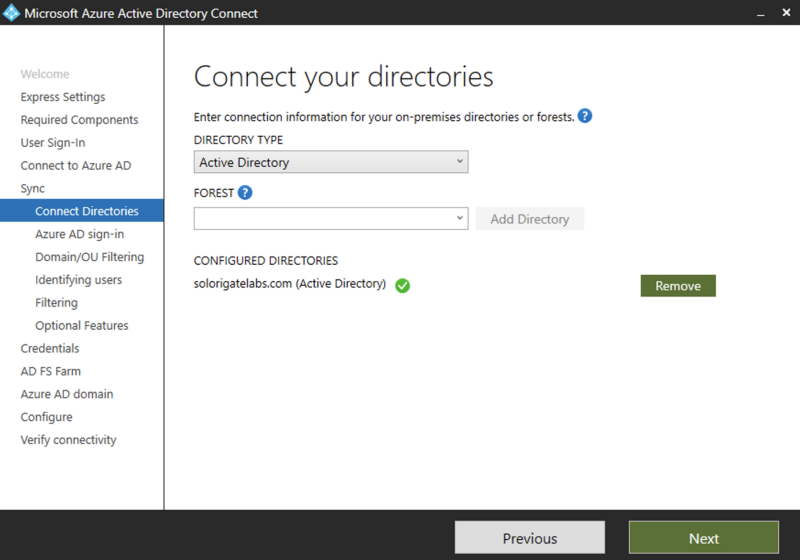 Microsoft Azure Active Directory Connect
Welcome
Express Settings
Required Components
User Sign-In
Connect to Azure AD
Sync
Connect Directories
Azure AD sign-in
Domain/OU Filtering
Identifying users
Filtering
Optional Features
Credentials
AD FS Farm
Azure AD domain
Configure
Verify connectivity
Connect your directories
Enter connection information for your on-premises directories or forests. ?
DIRECTORY TYPE
Active Directory
FOREST ?
Add Directory
CONFIGURED DIRECTORIES
solorigatelabs.com (Active Directory)
Remove
Previous
Next